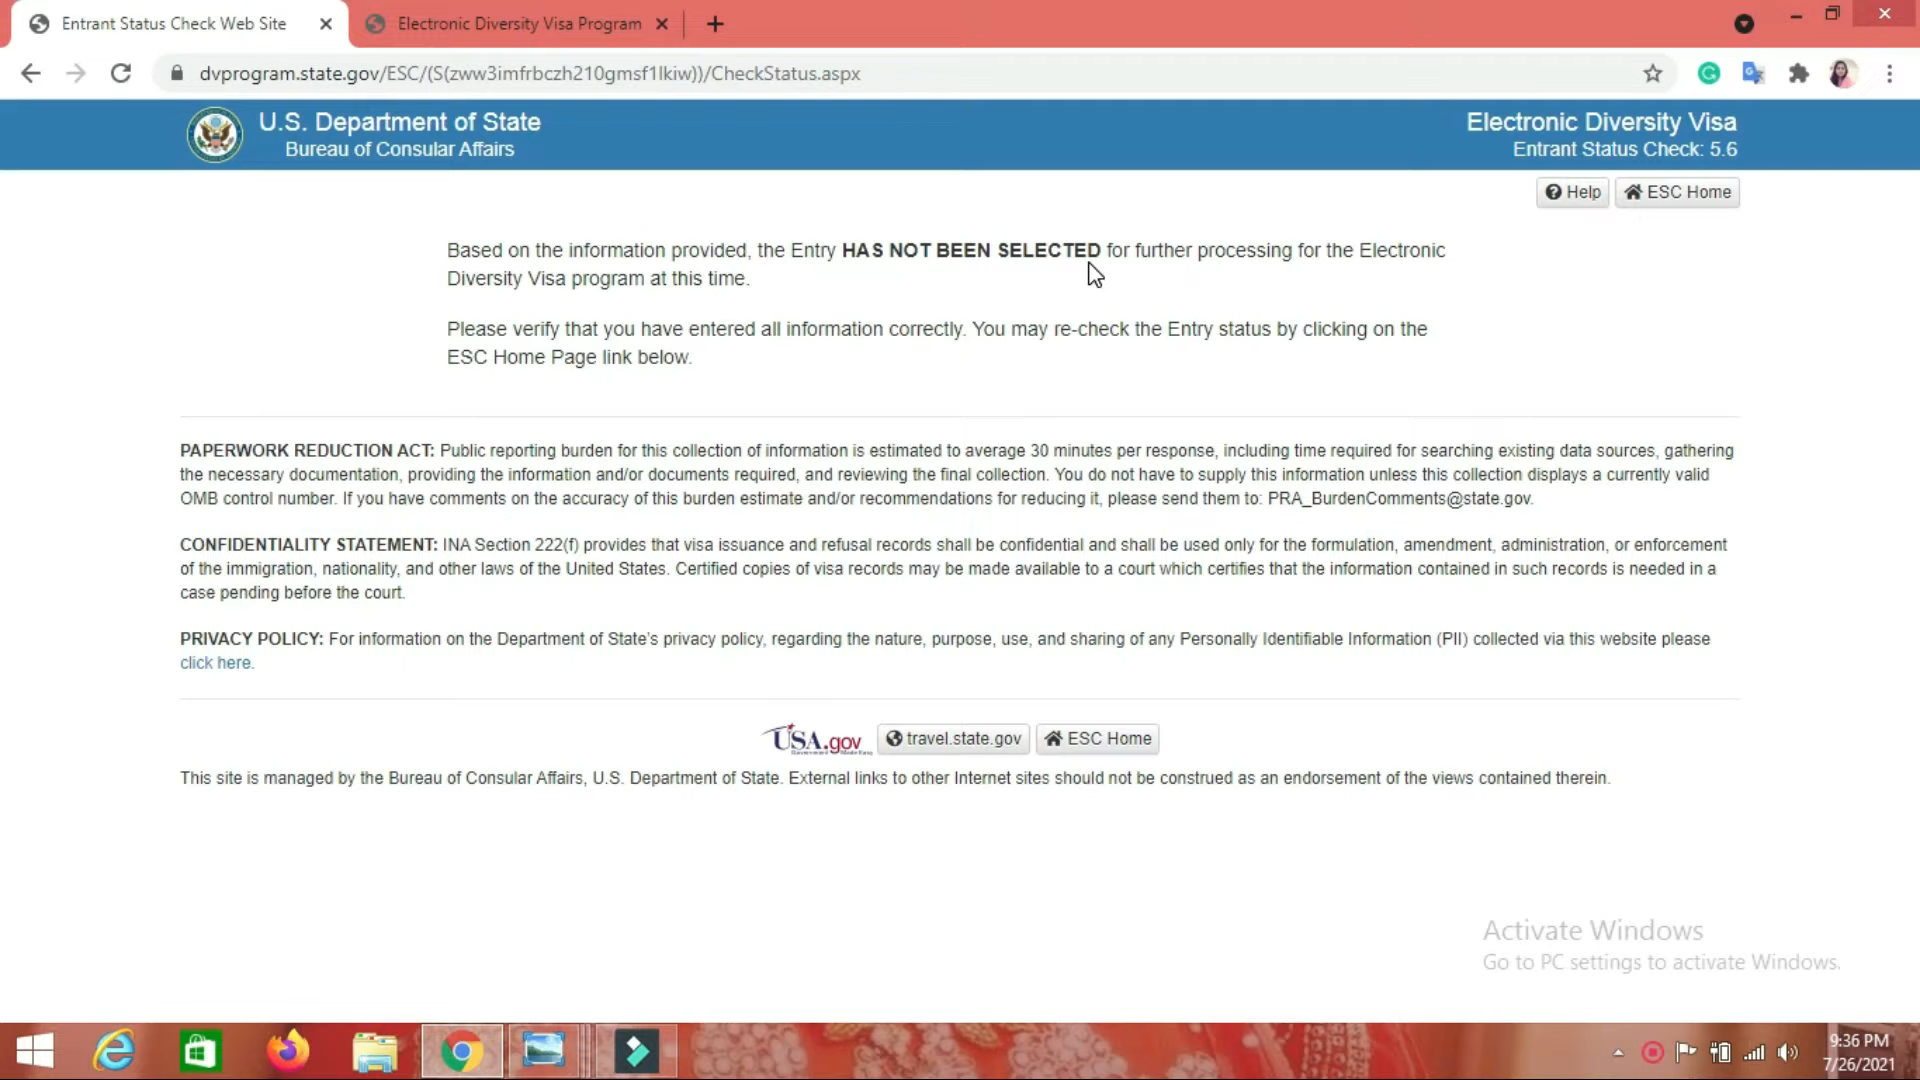 Entrant Status Check Web Site
Electronic Diversity Visa Program
dvprogram.state.gov/ESC/(S(zww3imfrbczh210gmsf1lkiw))/CheckStatus.aspx
U.S. Department of State
Bureau of Consular Affairs
Electronic Diversity Visa
Entrant Status Check: 5.6
Help
ESC Home
Based on the information provided, the Entry HAS NOT BEEN SELECTED for further processing for the Electronic
Diversity Visa program at this time.
Please verify that you have entered all information correctly. You may re-check the Entry status by clicking on the
ESC Home Page link below.
PAPERWORK REDUCTION ACT: Public reporting burden for this collection of information is estimated to average 30 minutes per response, including time required for searching existing data sources, gathering
the necessary documentation, providing the information and/or documents required, and reviewing the final collection. You do not have to supply this information unless this collection displays a currently valid
OMB control number. If you have comments on the accuracy of this burden estimate and/or recommendations for reducing it, please send them to: PRA_BurdenComments@state.gov.
CONFIDENTIALITY STATEMENT: INA Section 222(f) provides that visa issuance and refusal records shall be confidential and shall be used only for the formulation, amendment, administration, or enforcement
of the immigration, nationality, and other laws of the United States. Certified copies of visa records may be made available to a court which certifies that the information contained in such records is needed in a
case pending before the court.
PRIVACY POLICY: For information on the Department of State's privacy policy, regarding the nature, purpose, use, and sharing of any Personally Identifiable Information (PII) collected via this website please
click here.
USA.gov
travel.state.gov
ESC Home
This site is managed by the Bureau of Consular Affairs, U.S. Department of State. External links to other Internet sites should not be construed as an endorsement of the views contained therein.
Activate Windows
Go to PC settings to activate Windows.
9:36 PM
7/26/2021